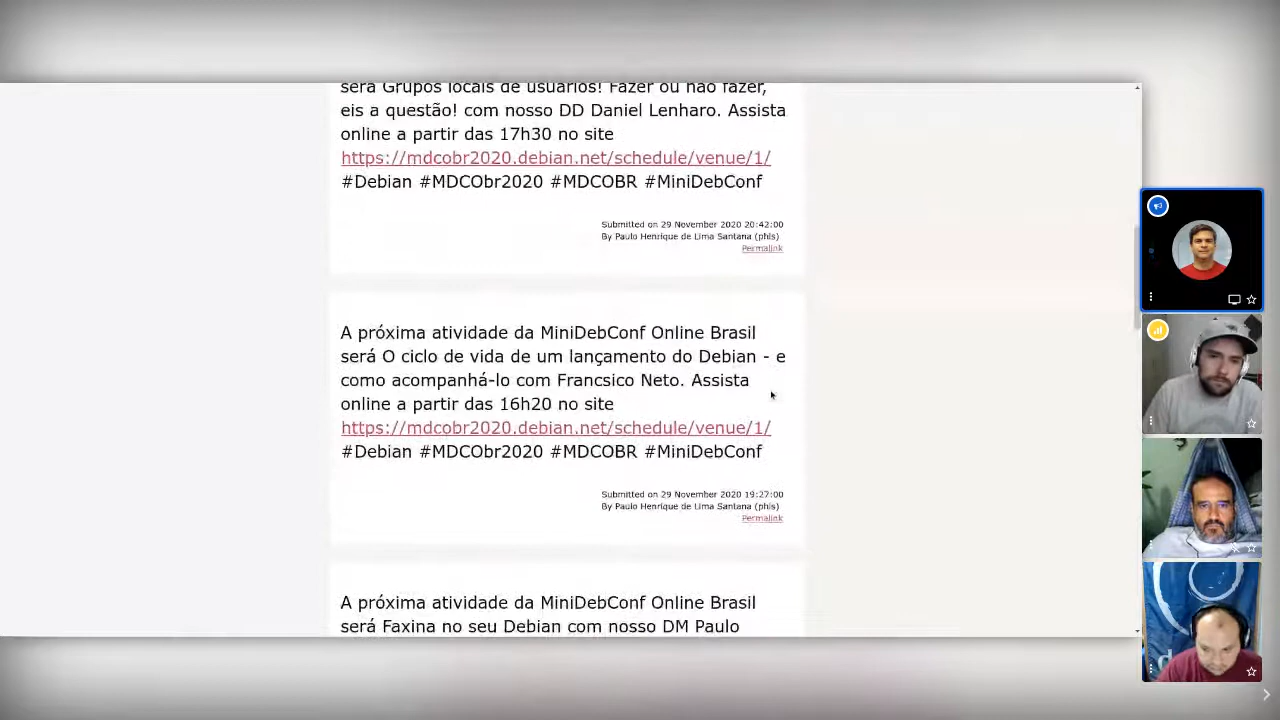 será Grupos locais de usuários! Fazer ou não fazer,
eis a questão! com nosso DD Daniel Lenharo. Assista
online a partir das 17h30 no site
https://mdcobr2020.debian.net/schedule/venue/1/
#Debian #MDCObr2020 #MDCOBR #MiniDebConf
Submitted on 29 November 2020 20:42:00
By Paulo Henrique de Lima Santana (phls)
Permalink
A próxima atividade da MiniDebConf Online Brasil
será O ciclo de vida de um lançamento do Debian - e
como acompanhá-lo com Francsico Neto. Assista
online a partir das 16h20 no site
https://mdcobr2020.debian.net/schedule/venue/1/
#Debian #MDCObr2020 #MDCOBR #MiniDebConf
Submitted on 29 November 2020 19:27:00
By Paulo Henrique de Lima Santana (phls)
Permalink
A próxima atividade da MiniDebConf Online Brasil
será Faxina no seu Debian com nosso DM Paulo